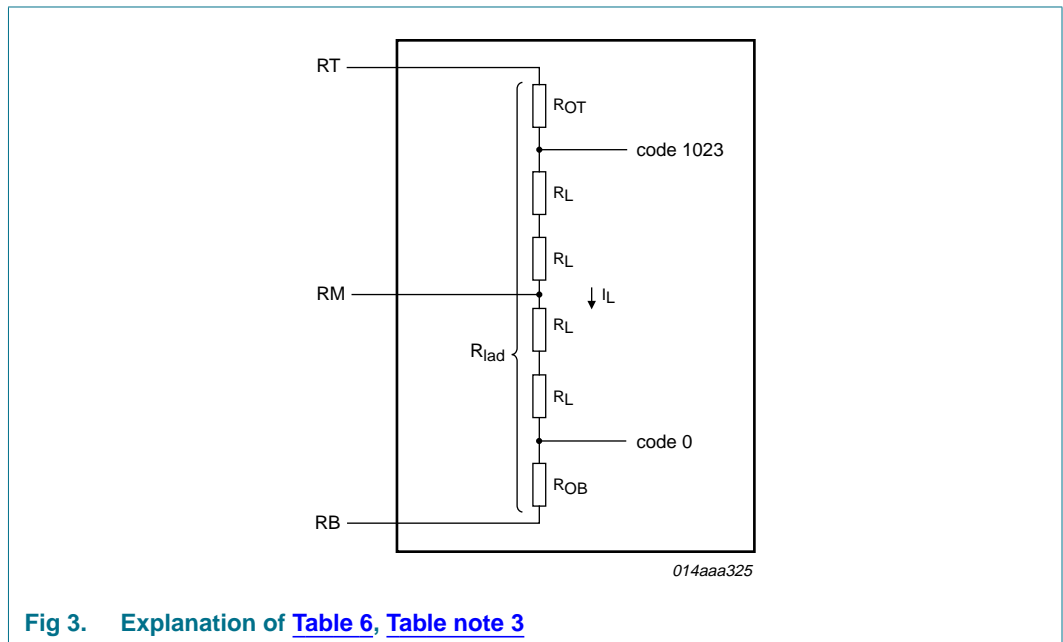 RT
ROT
code 1023
RL
RL
RM
IL
RL
Rlad
RL
code 0
ROB
RB
014aaa325
Fig 3. Explanation of Table 6, Table note 3